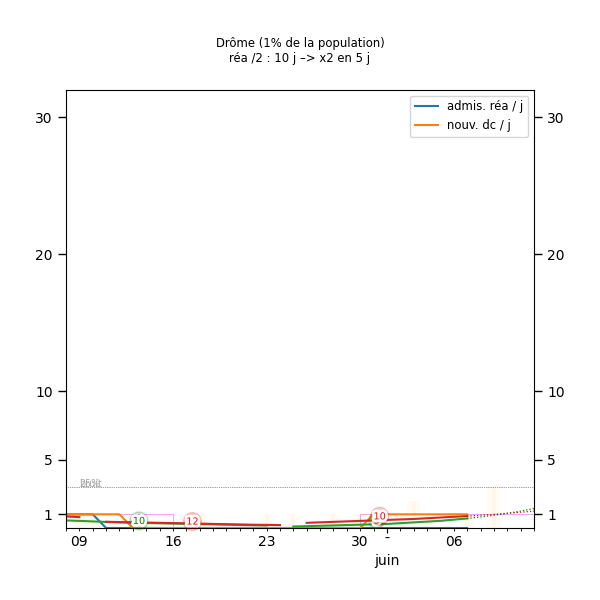 Drôme (1% de la population)
réa /2 : 10 j –> x2 en 5 j
admis. réa / j
nouv. dc / j
30 30
20 20
10 10
5 5
1 1
10 12 10
09 16 23 30 - 06
juin